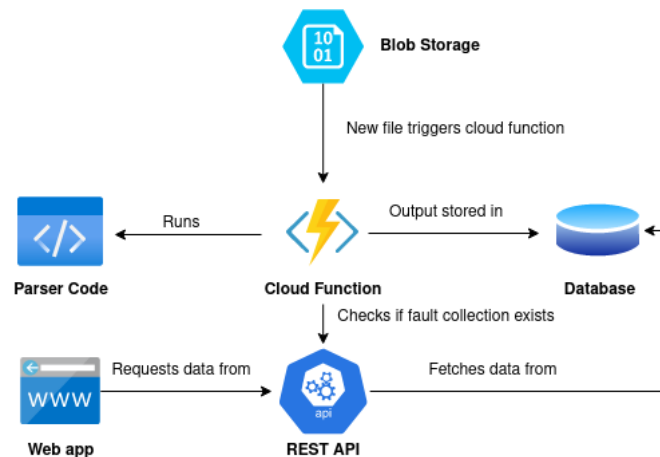 10
01
Blob Storage
New file triggers cloud function
Runs
Output stored in
Parser Code
Cloud Function
Database
Checks if fault collection exists
Requests data from
Fetches data from
www
api
Web app
REST API